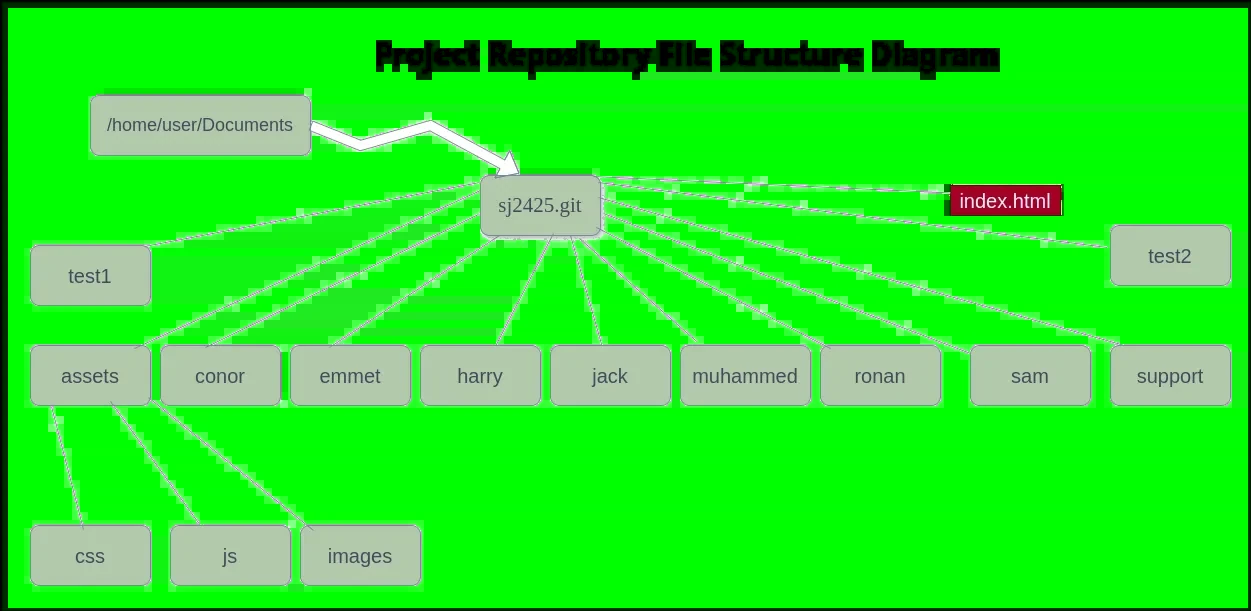 Project Repository File Structure Diagram
/home/user/Documents
sj2425.git
index.html
test1
test2
assets
conor
emmet
harry
jack
muhammed
ronan
sam
support
css
js
images